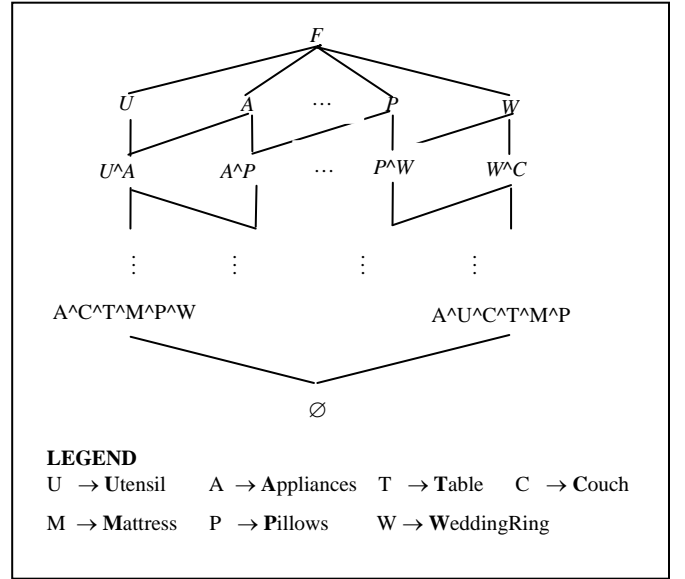 F
U A … P W
U^A A^P … P^W W^C
⋮ ⋮ ⋮ ⋮
A^C^T^M^P^W A^U^C^T^M^P
∅
LEGEND
U → Utensil A → Appliances T → Table C → Couch
M → Mattress P → Pillows W → WeddingRing